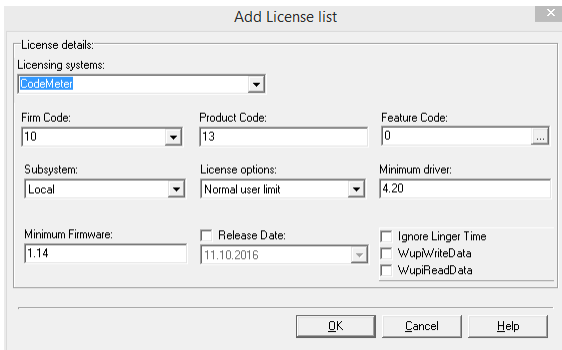 Add License list
License details:
Licensing systems:
CodeMeter
Firm Code: Product Code: Feature Code:
10 13 0 ...
Subsystem: License options: Minimum driver:
Local Normal user limit 4.20
Minimum Firmware: Release Date: Ignore Linger Time
1.14 11.10.2016 WupiWriteData
WupiReadData
OK Cancel Help